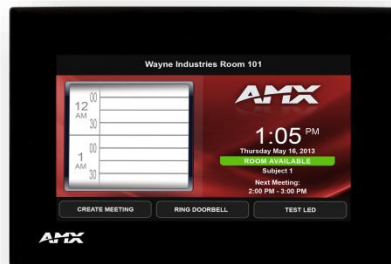 Wayne Industries Room 101
12
AM
00
30
1
AM
00
30
AMX
1:05 PM
Thursday May 16, 2013
ROOM AVAILABLE
Subject 1
Next Meeting:
2:00 PM - 3:00 PM
CREATE MEETING
RING DOORBELL
TEST LED
AMX